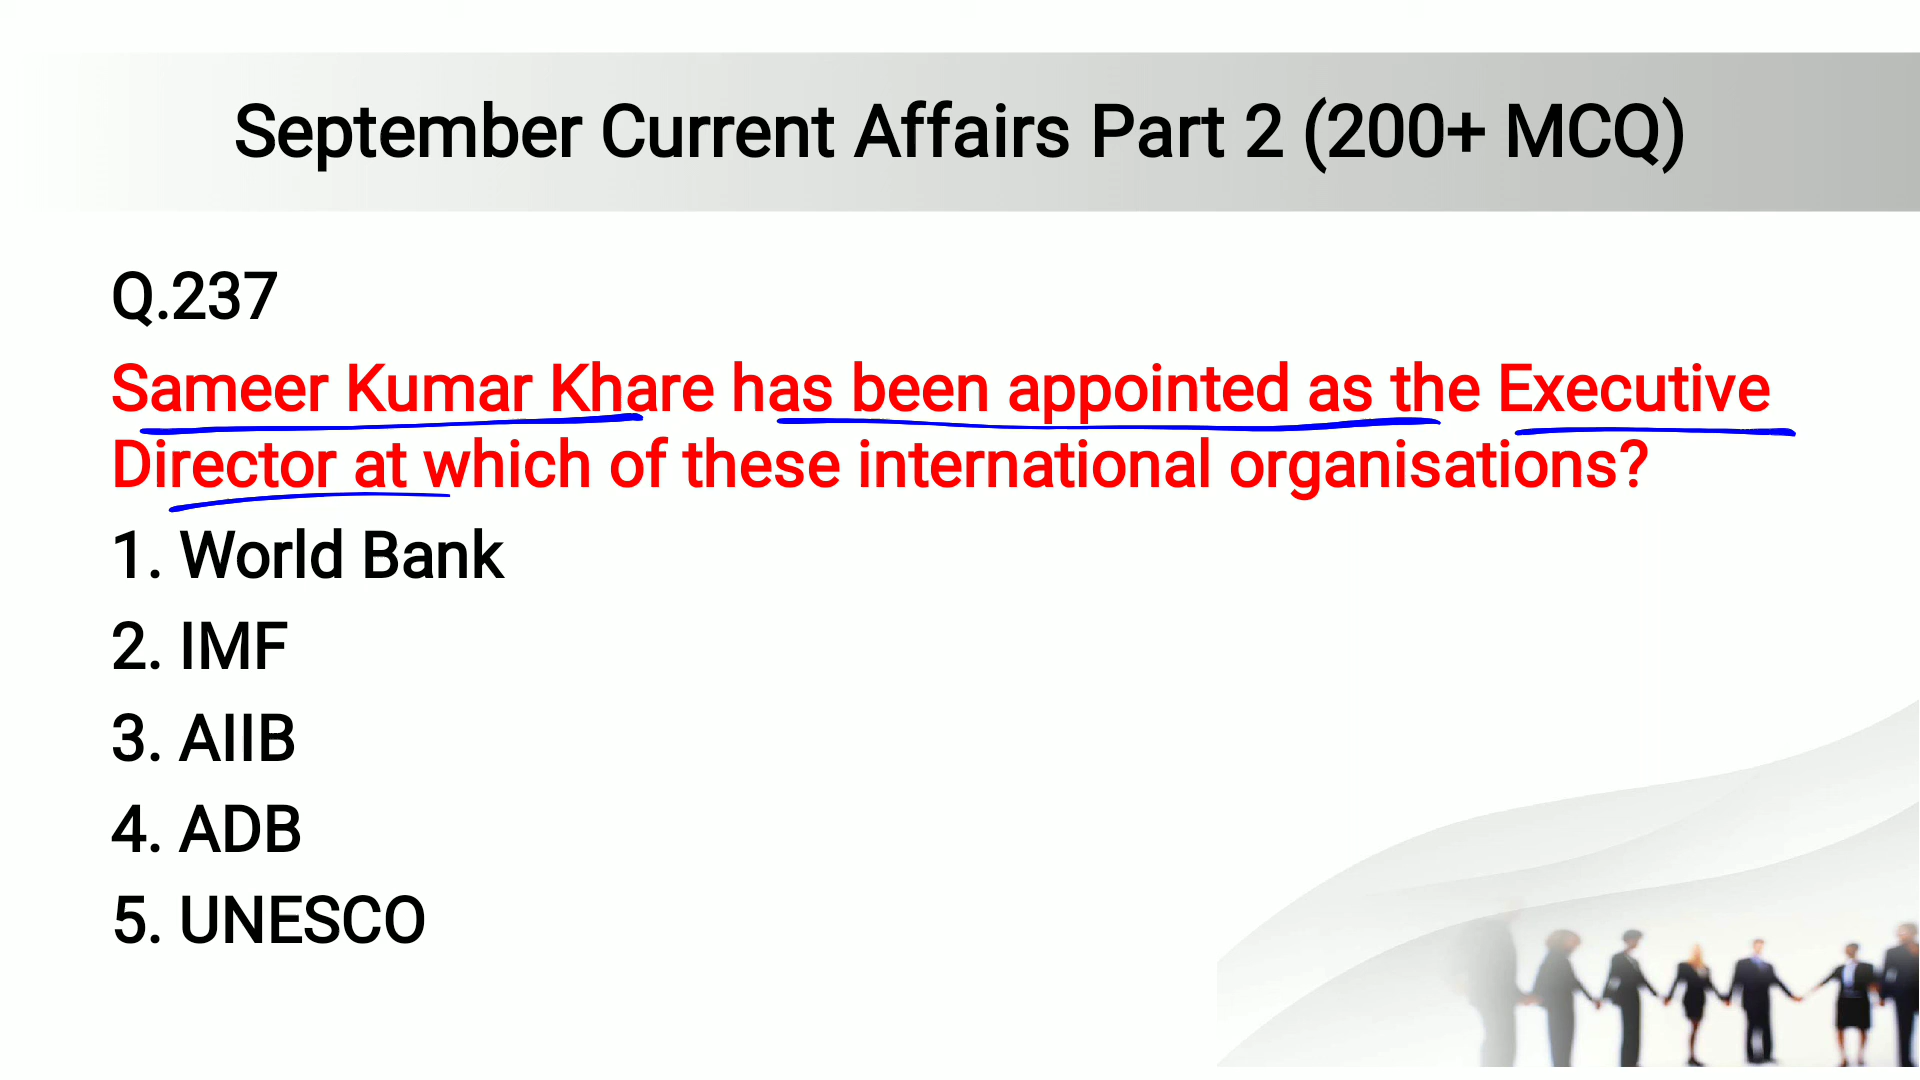 September Current Affairs Part 2 (200+ MCQ)
Q.237
Sameer Kumar Khare has been appointed as the Executive
Director at which of these international organisations?
1. World Bank
2. IMF
3. AIIB
4. ADB
5. UNESCO